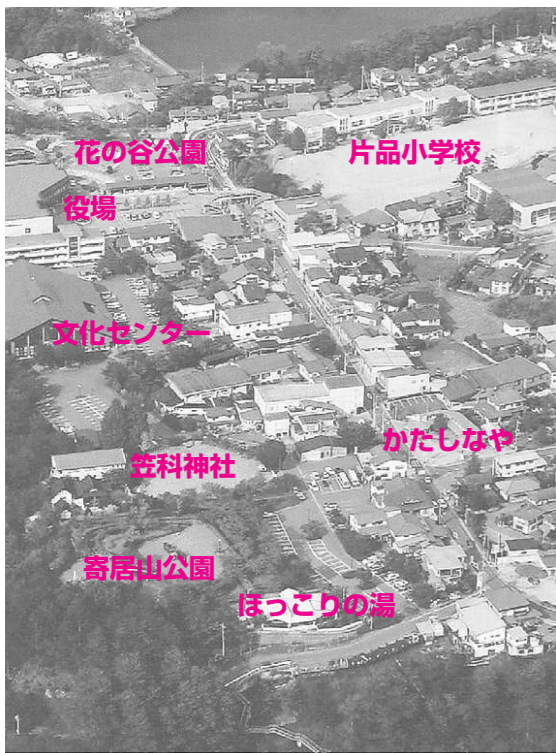 花の谷公園
片品小学校
役場
文化センター
かたしなや
笠科神社
寄居山公園
ほっこりの湯